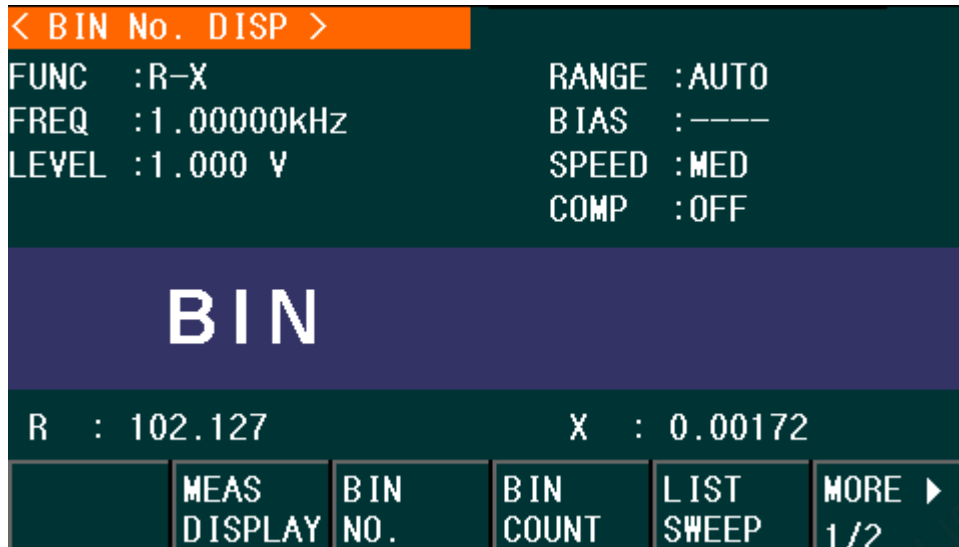 < BIN No. DISP >
FUNC :R-X RANGE :AUTO
FREQ :1.00000kHz BIAS :----
LEVEL :1.000 V SPEED :MED
COMP :OFF
BIN
R : 102.127 X : 0.00172
MEAS DISPLAY
BIN NO.
BIN COUNT
LIST SWEEP
MORE ▶ 1/2